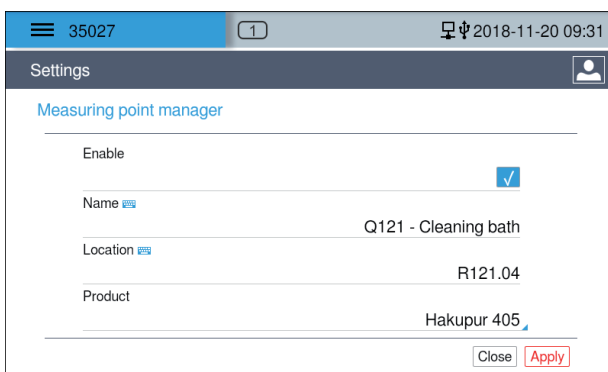 35027 1 2018-11-20 09:31
Settings
Measuring point manager
Enable
Name
Q121 - Cleaning bath
Location
R121.04
Product
Hakupur 405
Close Apply